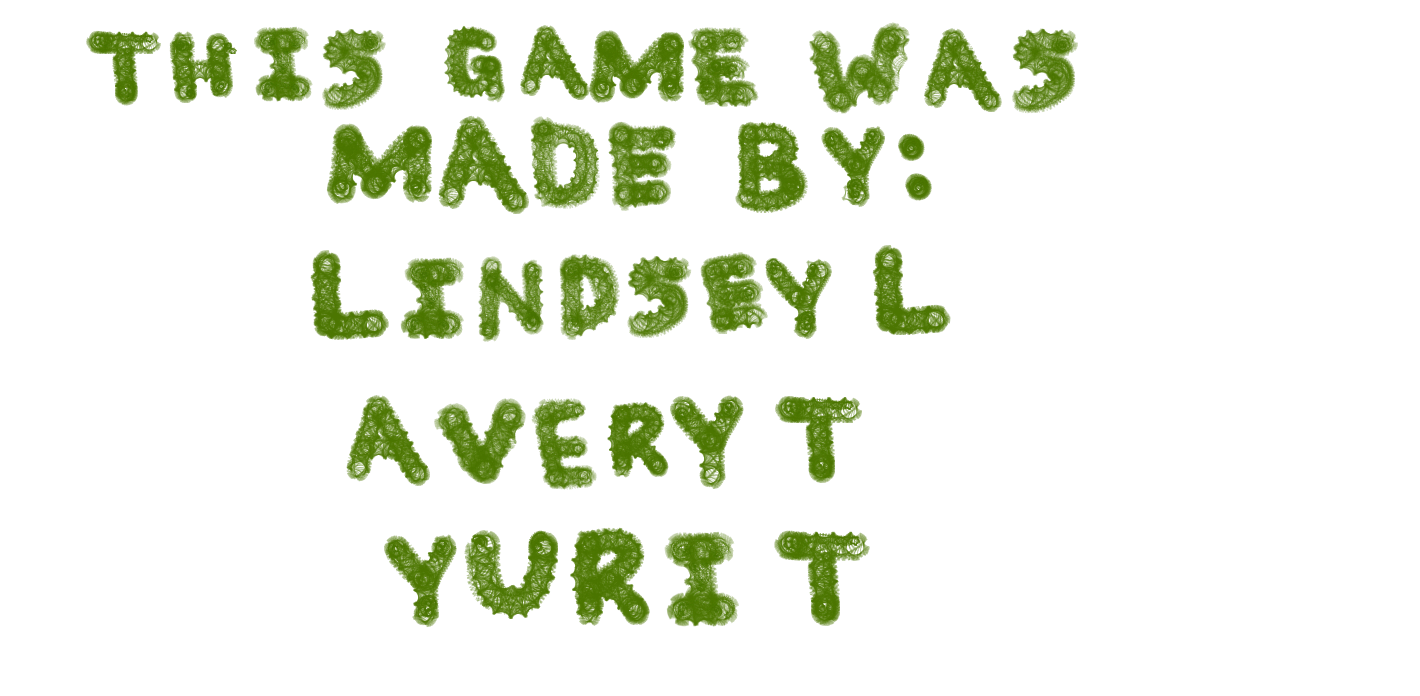 THIS GAME WAS
MADE BY:
LINDSEY L
AVERY T
YURI T